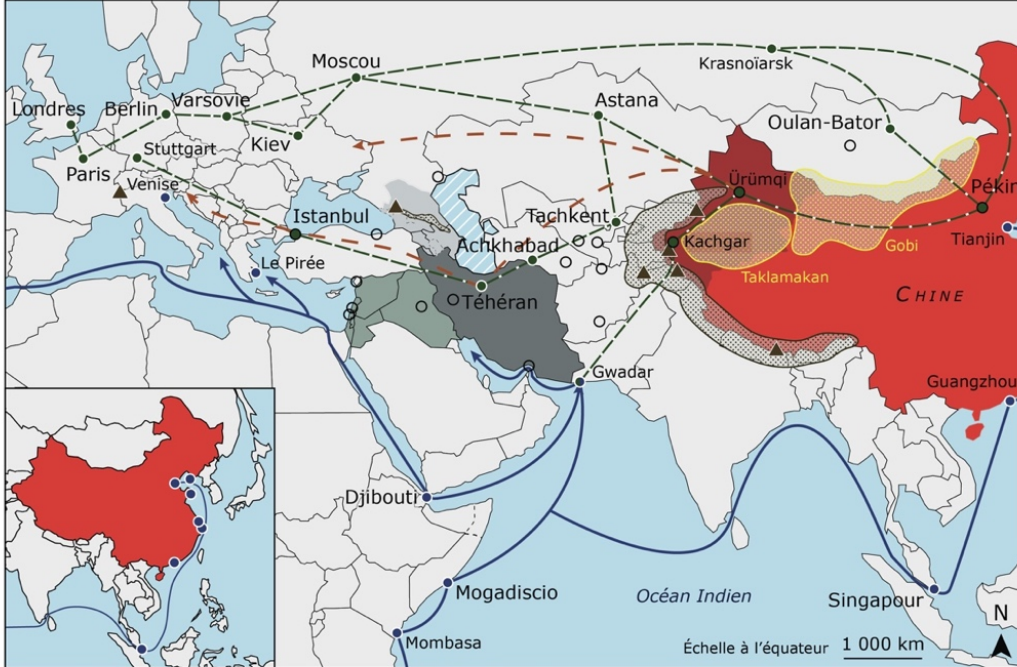 Moscou
Krasnoïarsk
Londres
Berlin
Varsovie
Astana
Oulan-Bator
Kiev
Stuttgart
Paris
Venise
Ürümqi
Pékin
Istanbul
Tachkent
Achkhabad
Kachgar
Gobi
Tianjin
Le Pirée
Taklamakan
Téhéran
CHINE
Gwadar
Guangzhou
Djibouti
Mogadiscio
Océan Indien
Singapour
N
Mombasa
Échelle à l'équateur
1 000 km